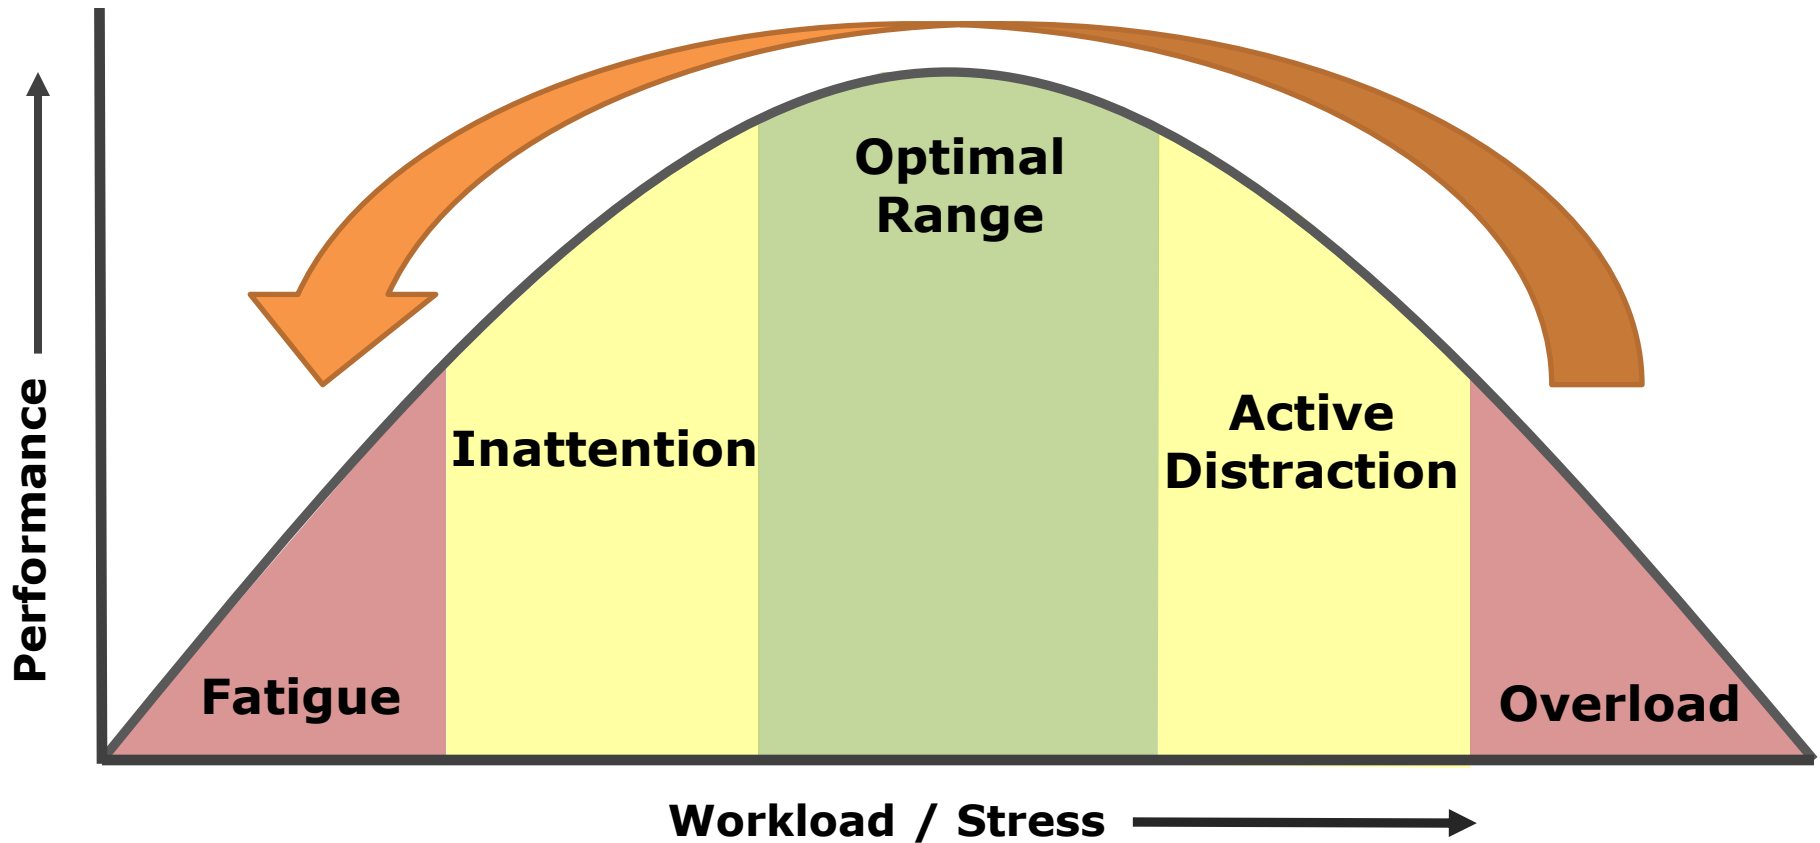 Optimal
Range
Active
Distraction
Inattention
Fatigue
Overload
Performance
Workload / Stress